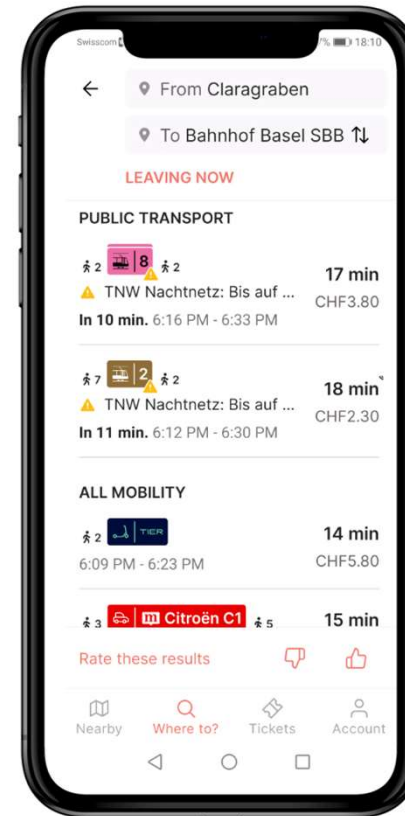 Swisscom
% 18:10
From Claragraben
To Bahnhof Basel SBB
LEAVING NOW
PUBLIC TRANSPORT
2 8 2
17 min
TNW Nachtnetz: Bis auf ...
CHF3.80
In 10 min. 6:16 PM - 6:33 PM
7 2 2
18 min
TNW Nachtnetz: Bis auf ...
CHF2.30
In 11 min. 6:12 PM - 6:30 PM
ALL MOBILITY
2 TIER
14 min
6:09 PM - 6:23 PM
CHF5.80
3 m Citroën C1 5
15 min
Rate these results
Nearby Where to? Tickets Account